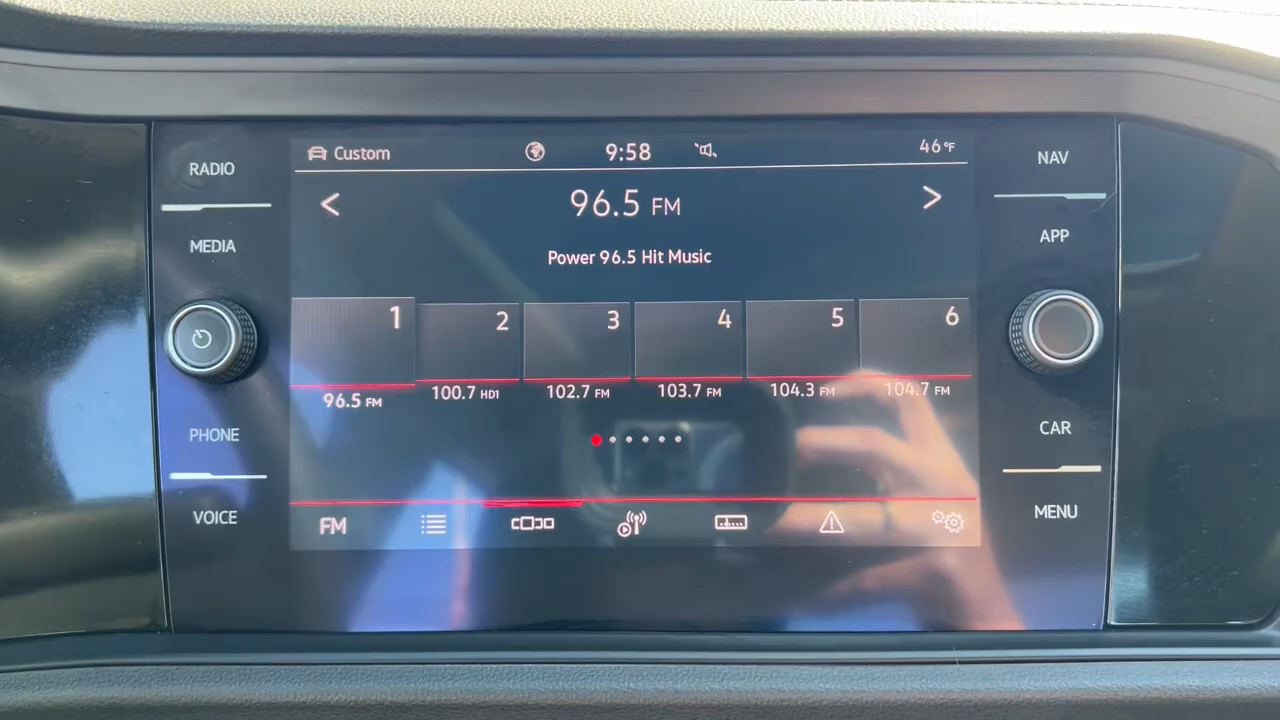 RADIO
MEDIA
PHONE
VOICE
Custom 9:58 46°F
< 96.5 FM >
Power 96.5 Hit Music
1 2 3 4 5 6
96.5 FM 100.7 HD1 102.7 FM 103.7 FM 104.3 FM 104.7 FM
FM
NAV
APP
CAR
MENU